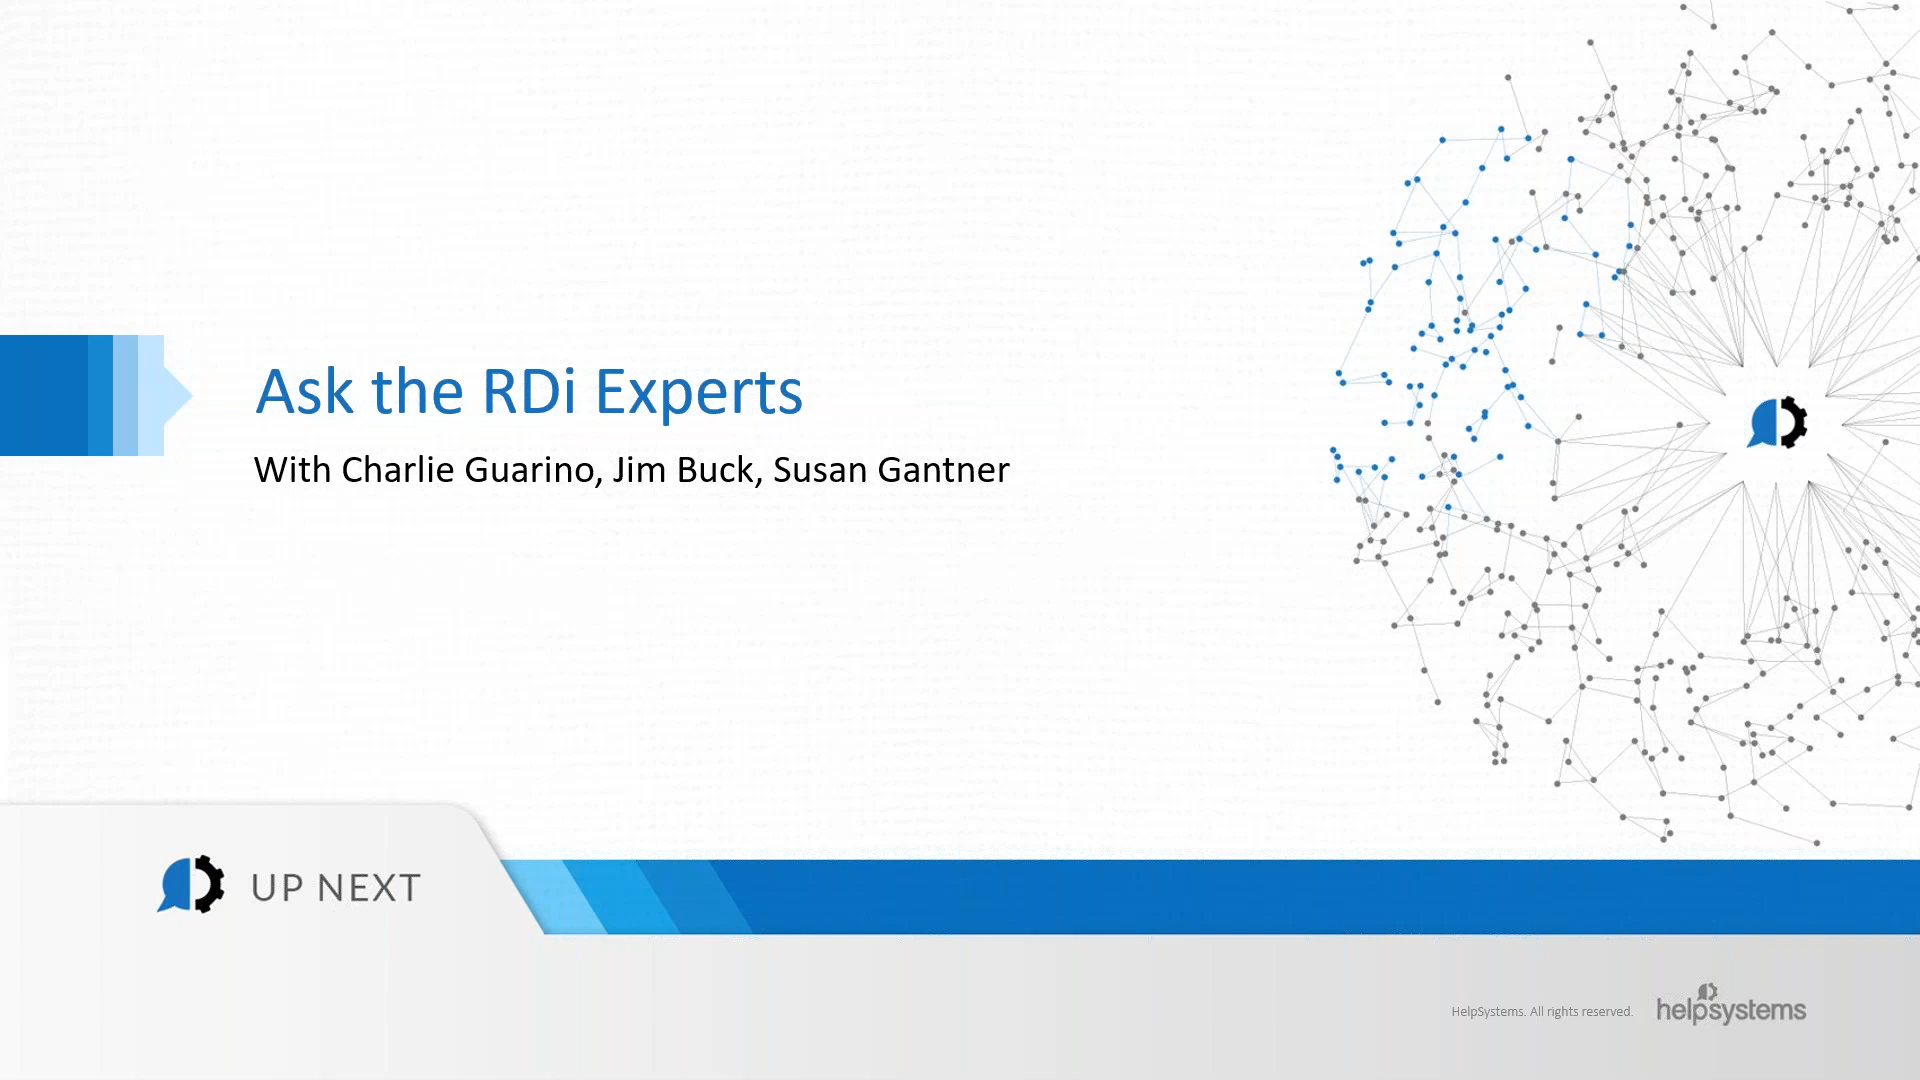 Ask the RDi Experts
With Charlie Guarino, Jim Buck, Susan Gantner
UP NEXT
HelpSystems. All rights reserved.
helpsystems